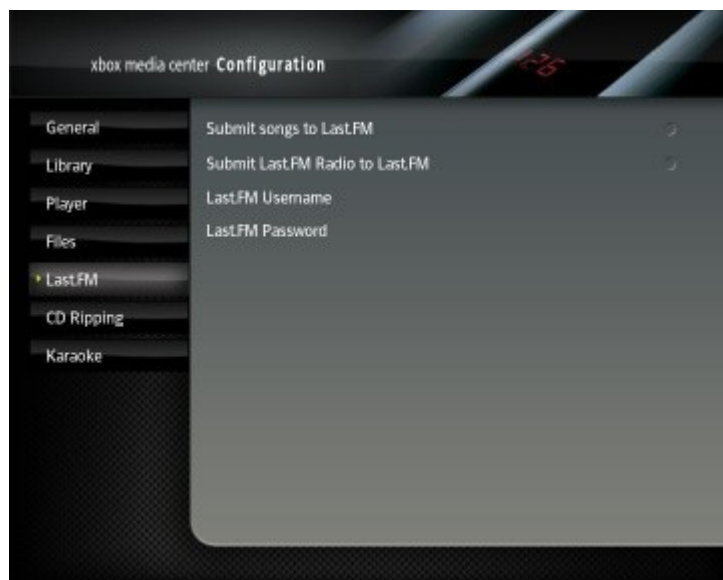 xbox media center Configuration
:26
General
Library
Player
Files
Last.FM
CD Ripping
Karaoke
Submit songs to Last.FM
Submit Last.FM Radio to Last.FM
Last.FM Username
Last.FM Password